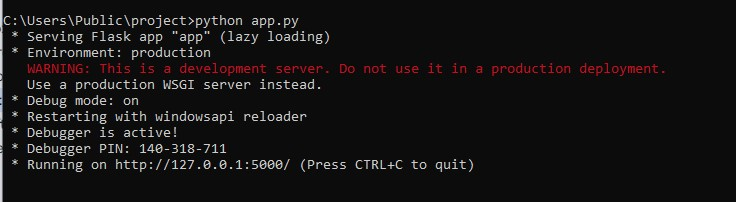 C:\Users\Public\project>python app.py
* Serving Flask app "app" (lazy loading)
* Environment: production
WARNING: This is a development server. Do not use it in a production deployment.
Use a production WSGI server instead.
* Debug mode: on
* Restarting with windowsapi reloader
* Debugger is active!
* Debugger PIN: 140-318-711
* Running on http://127.0.0.1:5000/ (Press CTRL+C to quit)